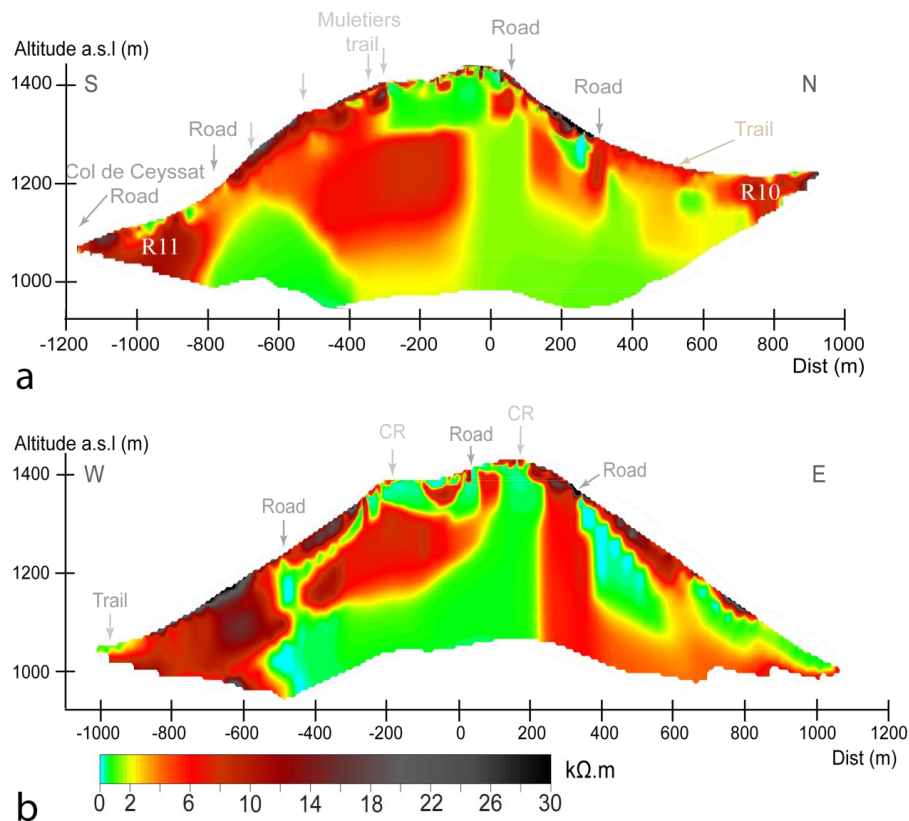 Muletiers
trail
Road
Altitude a.s.l (m)
1400
S
N
Road
Road
Trail
Col de Ceyssat
Road
1200
R10
R11
1000
-1200 -1000 -800 -600 -400 -200 0 200 400 600 800 1000
Dist (m)
a
CR
CR
Road
Altitude a.s.l (m)
1400
W
E
Road
Road
1200
Trail
1000
-1000 -800 -600 -400 -200 0 200 400 600 800 1000 1200
Dist (m)
kΩ.m
0 2 6 10 14 18 22 26 30
b